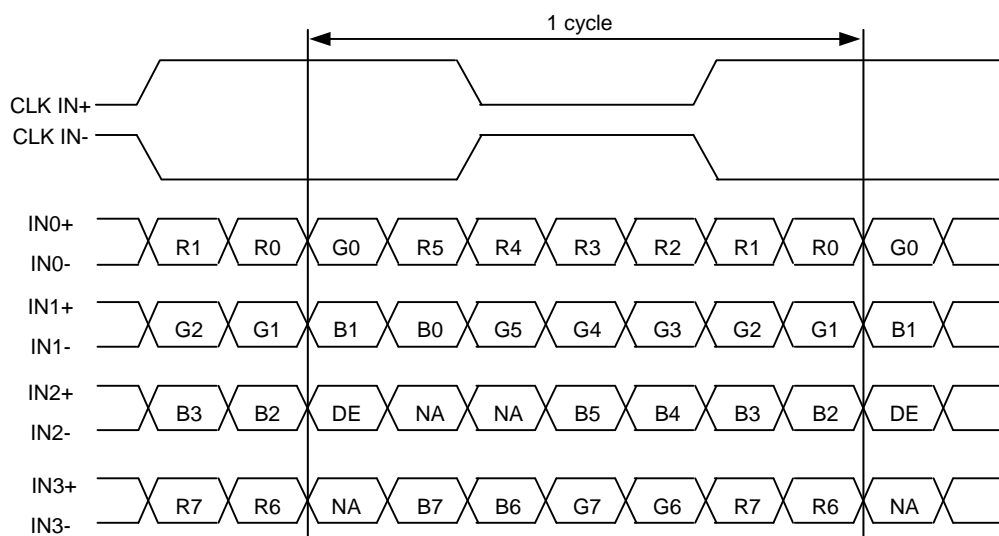 1 cycle
CLK IN+
CLK IN-
IN0+
R1 R0 G0 R5 R4 R3 R2 R1 R0 G0
IN0-
IN1+
G2 G1 B1 B0 G5 G4 G3 G2 G1 B1
IN1-
IN2+
B3 B2 DE NA NA B5 B4 B3 B2 DE
IN2-
IN3+
R7 R6 NA B7 B6 G7 G6 R7 R6 NA
IN3-